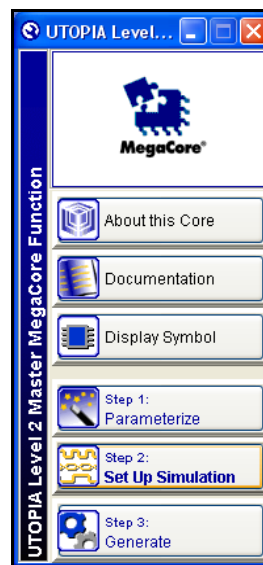 UTOPIA Level...
MegaCore®
UTOPIA Level 2 Master MegaCore Function
About this Core
Documentation
Display Symbol
Step 1:
Parameterize
Step 2:
Set Up Simulation
Step 3:
Generate